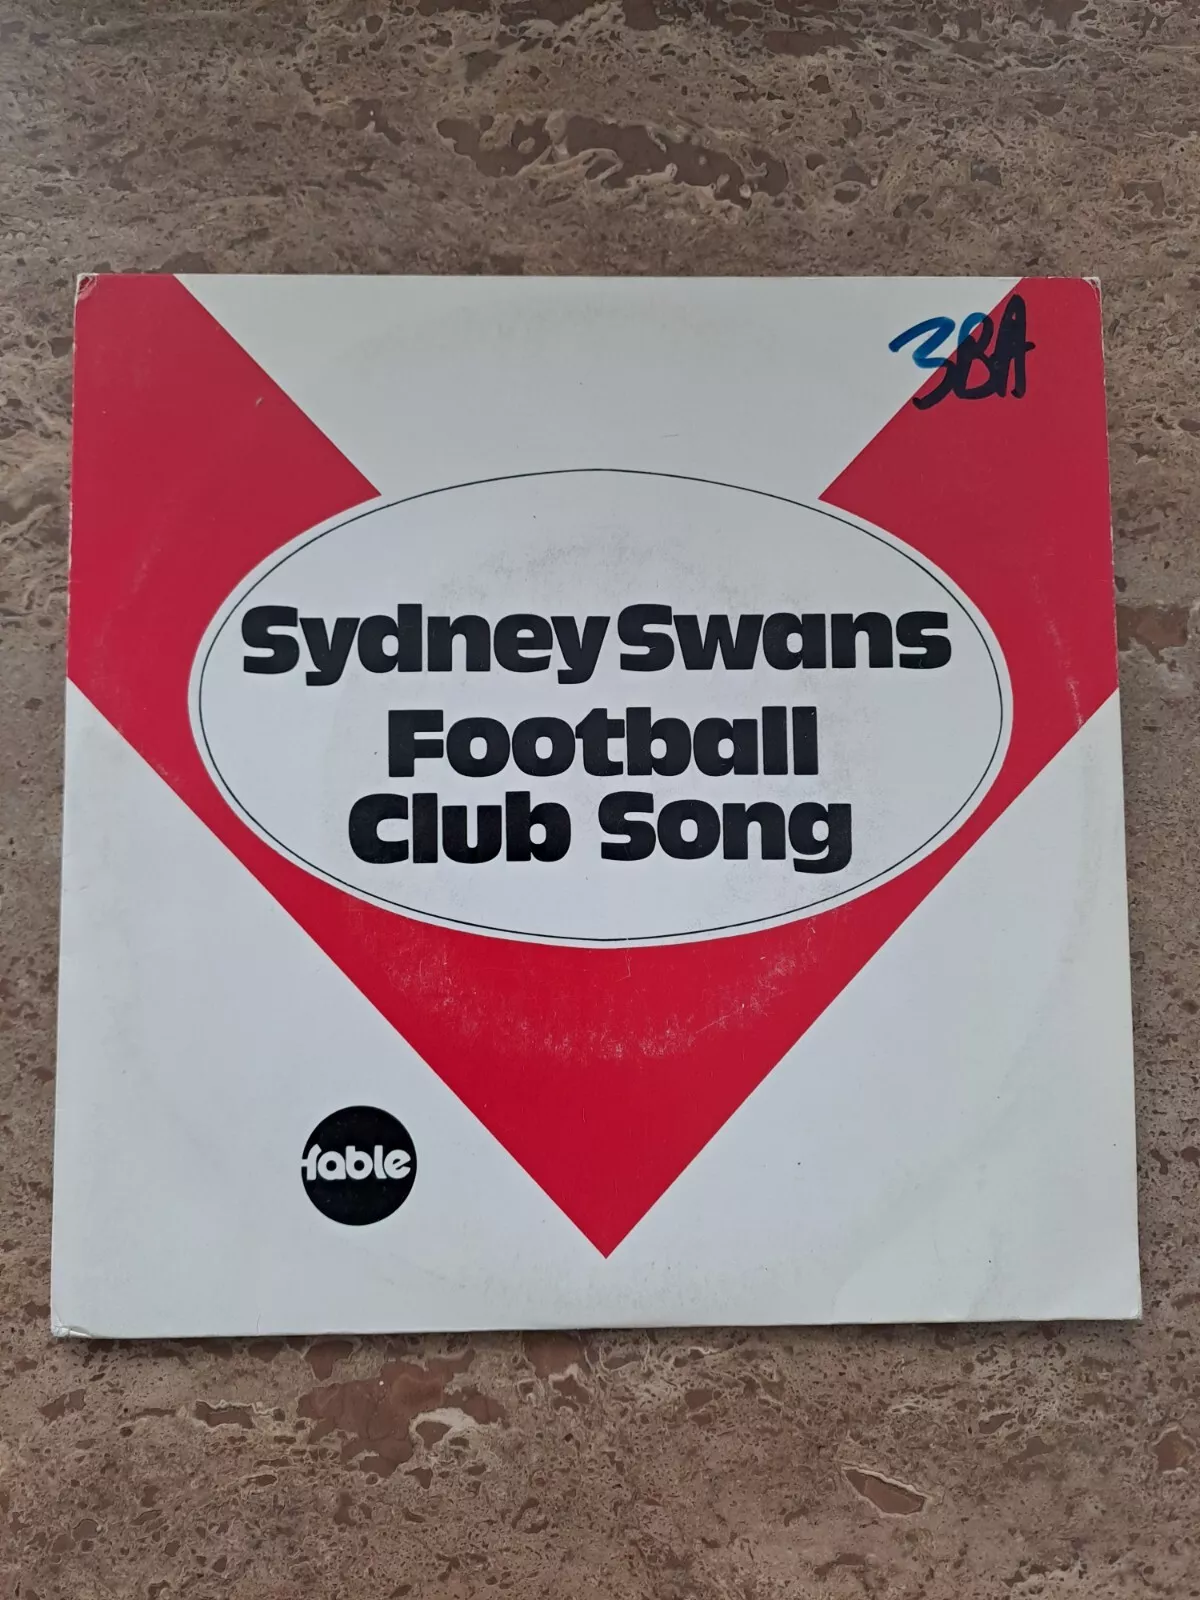 3BA
Sydney Swans
Football
Club Song
fable